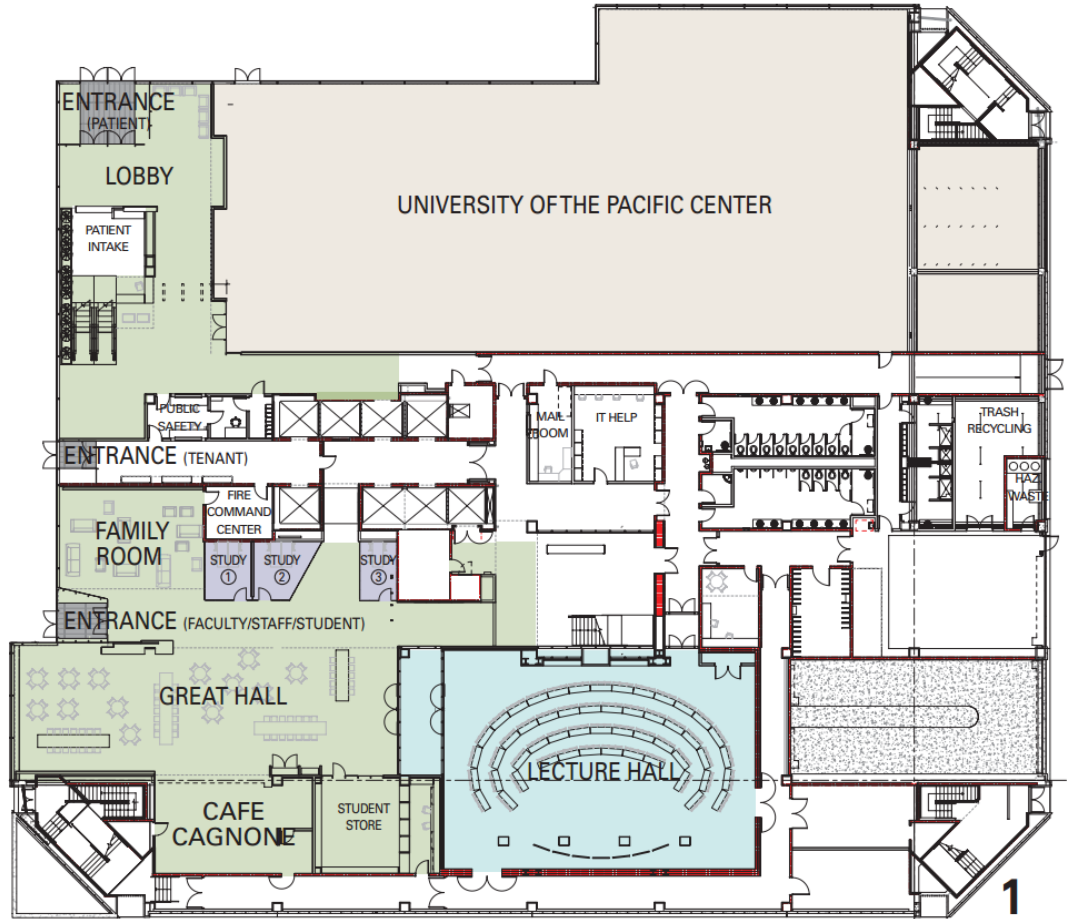 ENTRANCE
(PATIENT)
LOBBY
PATIENT
INTAKE
UNIVERSITY OF THE PACIFIC CENTER
PUBLIC
SAFETY
MAIL
ROOM
IT HELP
TRASH
RECYCLING
HAZ
WASTE
ENTRANCE (TENANT)
FIRE
COMMAND
CENTER
FAMILY
ROOM
STUDY
1
STUDY
2
STUDY
3
ENTRANCE (FACULTY/STAFF/STUDENT)
GREAT HALL
LECTURE HALL
CAFE
CAGNONE
STUDENT
STORE
1